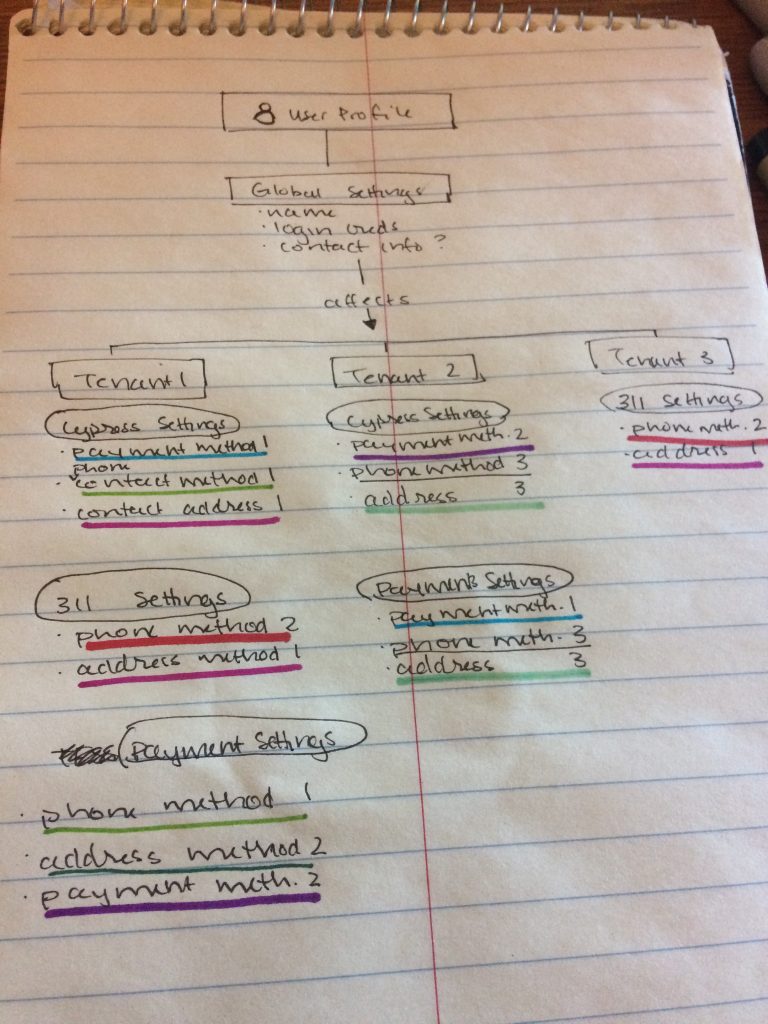 User Profile
Global Settings
· name
· login creds
· contact info?
affects
Tenant 1
Cypress Settings
· payment method 1
phone
· contact method 1
· contact address 1
311 Settings
· phone method 2
· address method 1
Payment Settings
· phone method 1
· address method 2
· payment meth. 2
Tenant 2
Cypress Settings
· payment meth. 2
· phone method 3
· address 3
Payments Settings
· payment meth. 1
· phone meth. 3
· address 3
Tenant 3
311 Settings
· phone meth. 2
· address 1